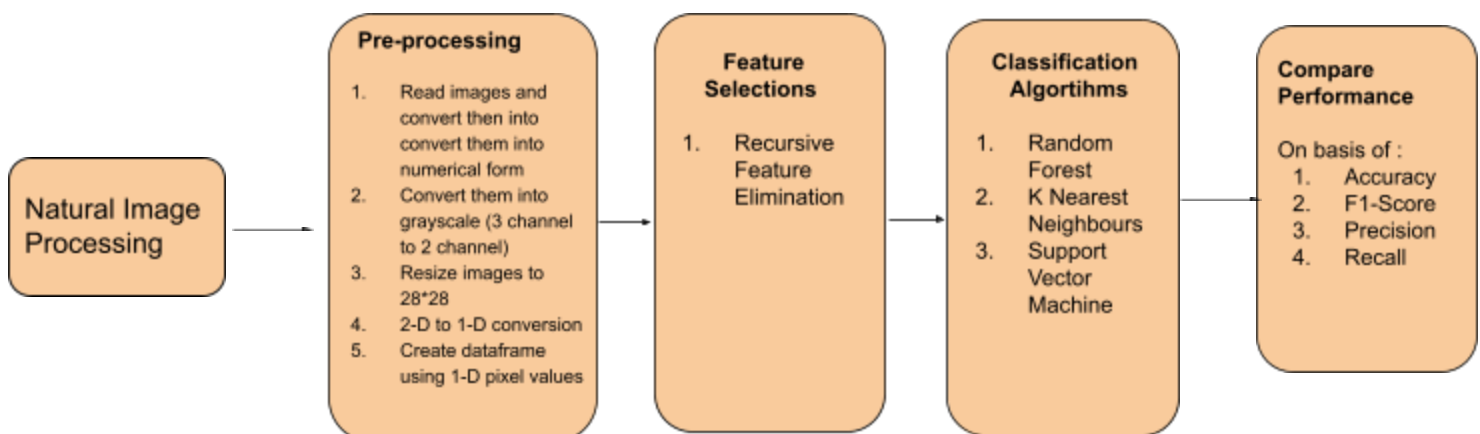 Natural Image
Processing
Pre-processing
1. Read images and
convert then into
convert them into
numerical form
2. Convert them into
grayscale (3 channel
to 2 channel)
3. Resize images to
28*28
4. 2-D to 1-D conversion
5. Create dataframe
using 1-D pixel values
Feature
Selections
1. Recursive
Feature
Elimination
Classification
Algortihms
1. Random
Forest
2. K Nearest
Neighbours
3. Support
Vector
Machine
Compare
Performance
On basis of :
1. Accuracy
2. F1-Score
3. Precision
4. Recall